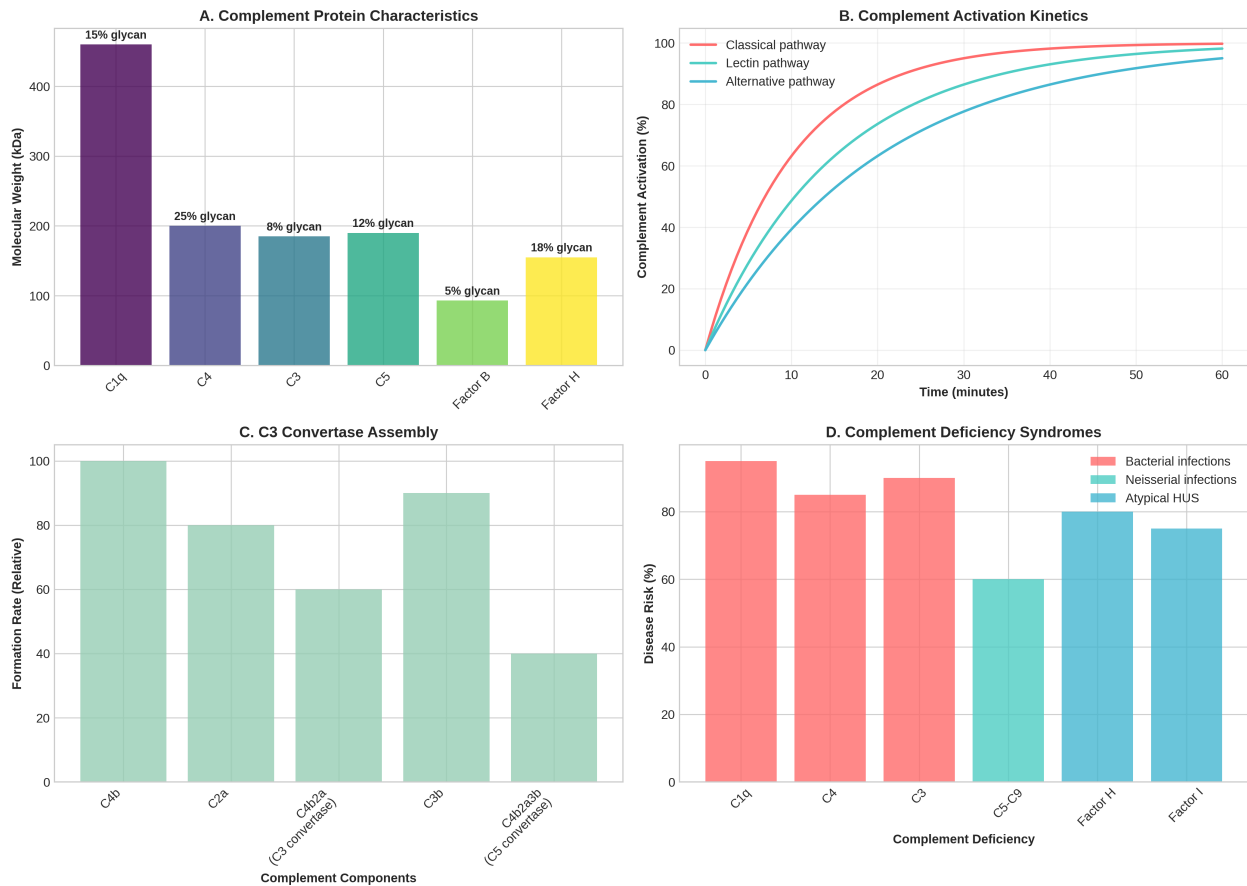 A. Complement Protein Characteristics
Molecular Weight (kDa)
400
300
200
100
0
15% glycan
25% glycan
8% glycan
12% glycan
5% glycan
18% glycan
C1q
C4
C3
C5
Factor B
Factor H
B. Complement Activation Kinetics
Classical pathway
Lectin pathway
Alternative pathway
Complement Activation (%)
100
80
60
40
20
0
0
10
20
30
40
50
60
Time (minutes)
C. C3 Convertase Assembly
Formation Rate (Relative)
100
80
60
40
20
0
C4b
C2a
C4b2a
(C3 convertase)
C3b
C4b2a3b
(C5 convertase)
Complement Components
D. Complement Deficiency Syndromes
Bacterial infections
Neisserial infections
Atypical HUS
Disease Risk (%)
80
60
40
20
0
C1q
C4
C3
C5-C9
Factor H
Factor I
Complement Deficiency